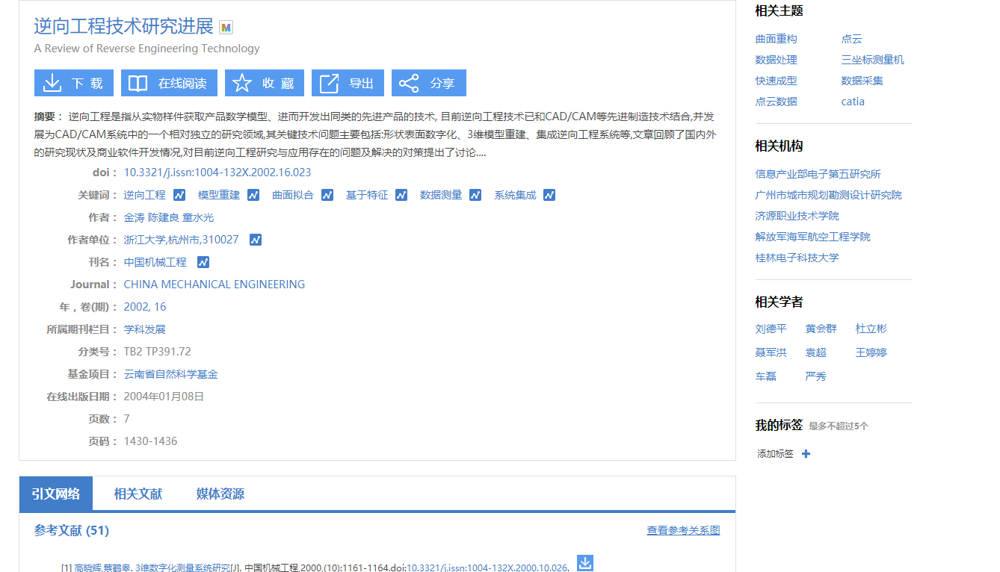 逆向工程技术研究进展 M
A Review of Reverse Engineering Technology
下 载 在线阅读 收 藏 导出 分享
摘要： 逆向工程是指从实物样件获取产品数学模型、进而开发出同类的先进产品的技术, 目前逆向工程技术已和CAD/CAM等先进制造技术结合,并发
展为CAD/CAM系统中的一个相对独立的研究领域,其关键技术问题主要包括:形状表面数字化、3维模型重建、集成逆向工程系统等,文章回顾了国内外
的研究现状及商业软件开发情况,对目前逆向工程研究与应用存在的问题及解决的对策提出了讨论....
doi： 10.3321/j.issn:1004-132X.2002.16.023
关键词： 逆向工程 模型重建 曲面拟合 基于特征 数据测量 系统集成
作者： 金涛 陈建良 童水光
作者单位： 浙江大学,杭州市,310027
刊名： 中国机械工程
Journal： CHINA MECHANICAL ENGINEERING
年，卷(期)： 2002, 16
所属期刊栏目： 学科发展
分类号： TB2 TP391.72
基金项目： 云南省自然科学基金
在线出版日期： 2004年01月08日
页数： 7
页码： 1430-1436
引文网络 相关文献 媒体资源
参考文献 (51) 查看参考关系图
[1] 高晓辉,蔡鹤皋. 3维数字化测量系统研究[J]. 中国机械工程,2000,(10):1161-1164.doi:10.3321/j.issn:1004-132X.2000.10.026.
相关主题
曲面重构 点云
数据处理 三坐标测量机
快速成型 数据采集
点云数据 catia
相关机构
信息产业部电子第五研究所
广州市城市规划勘测设计研究院
济源职业技术学院
解放军海军航空工程学院
桂林电子科技大学
相关学者
刘德平 黄会群 杜立彬
聂军洪 袁超 王婷婷
车磊 严秀
我的标签 最多不超过5个
添加标签